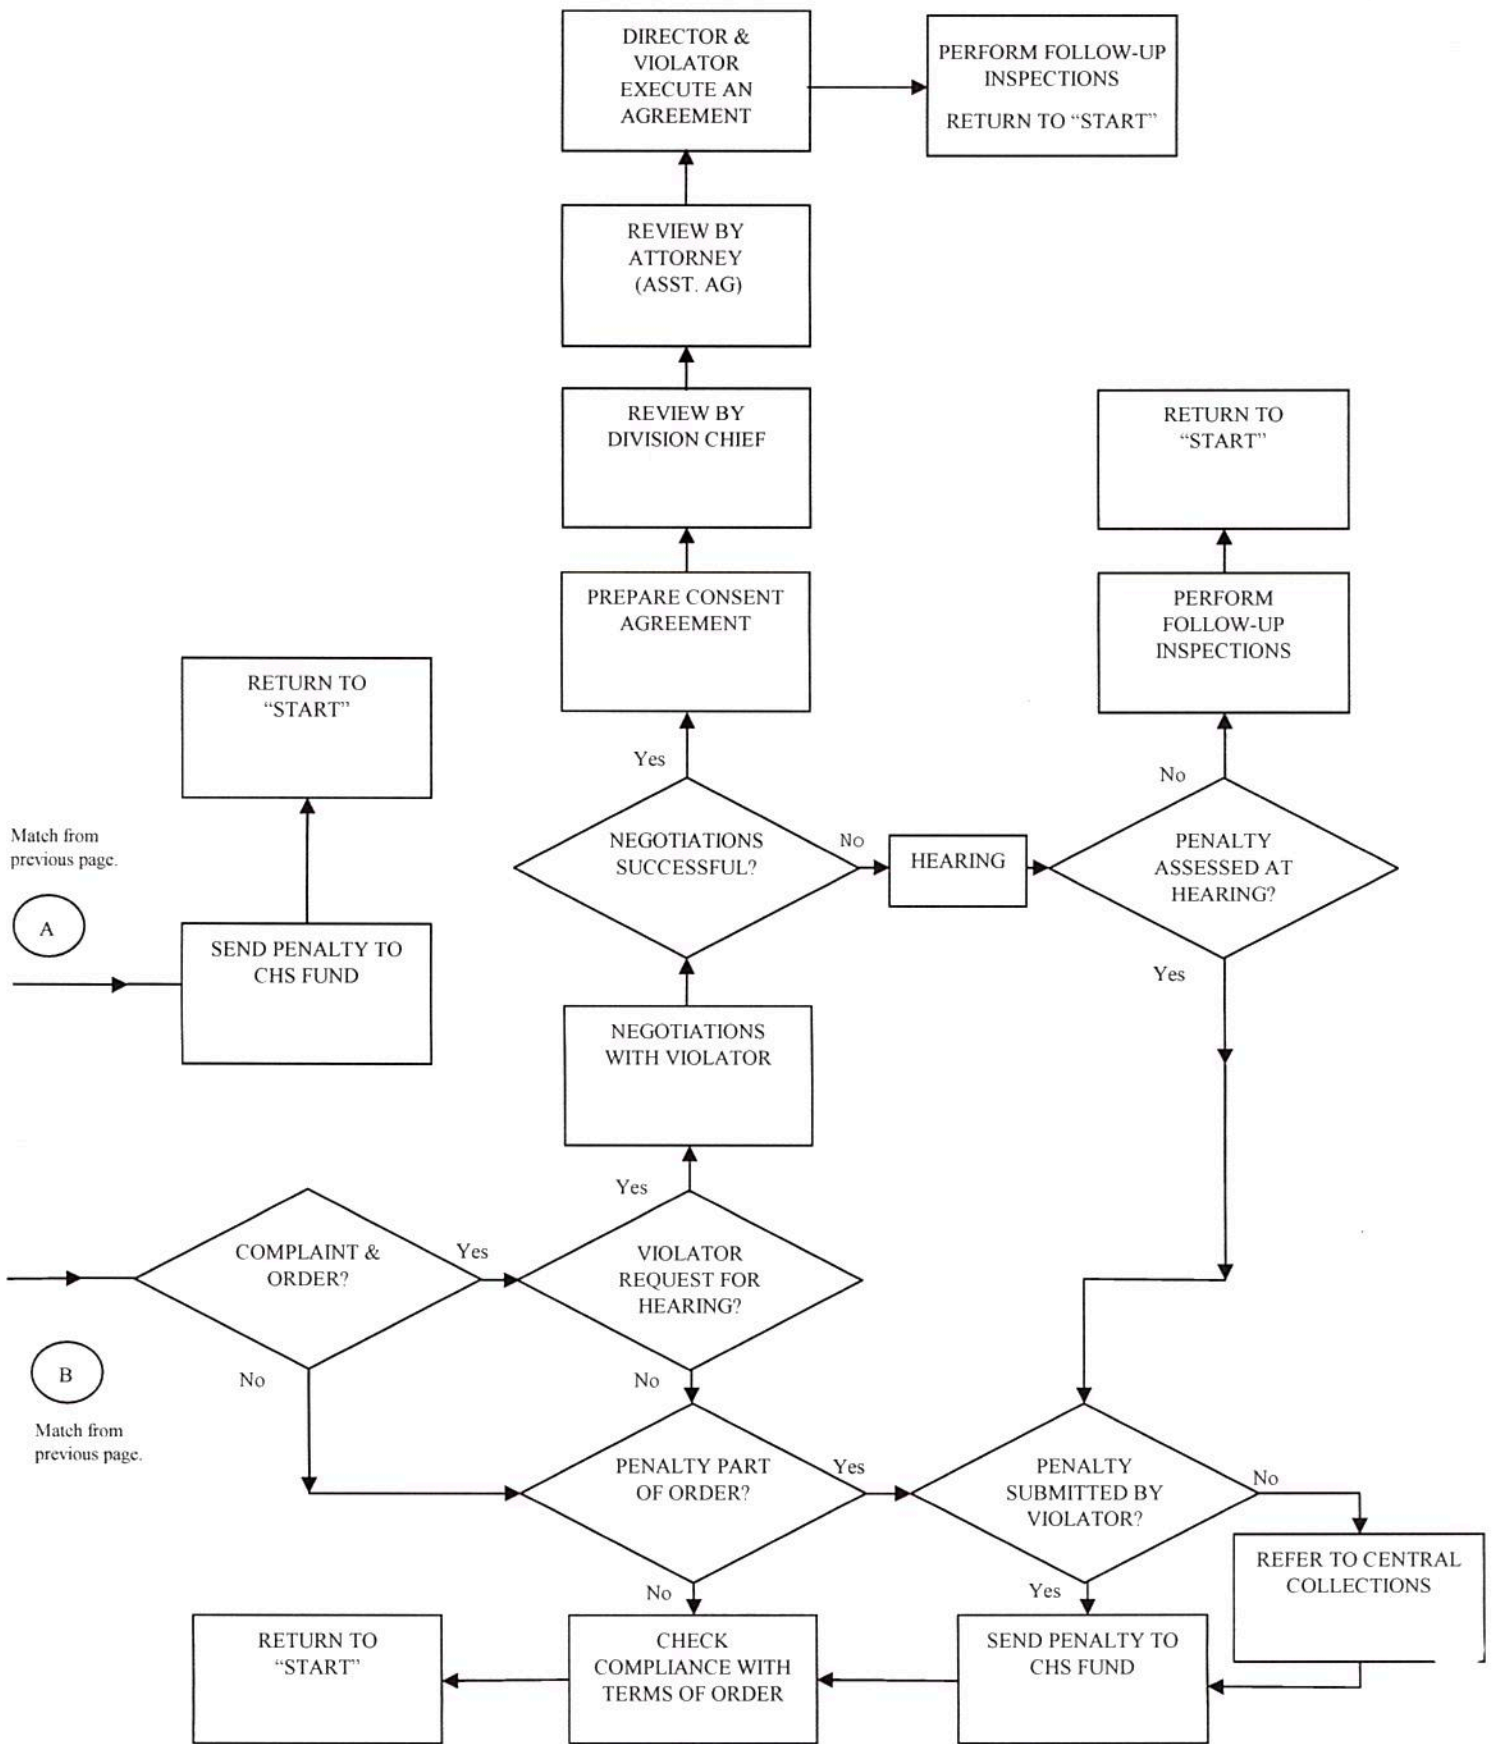 DIRECTOR &
VIOLATOR
EXECUTE AN
AGREEMENT
PERFORM FOLLOW-UP
INSPECTIONS
RETURN TO “START”
REVIEW BY
ATTORNEY
(ASST. AG)
REVIEW BY
DIVISION CHIEF
RETURN TO
“START”
PREPARE CONSENT
AGREEMENT
PERFORM
FOLLOW-UP
INSPECTIONS
RETURN TO
“START”
Yes
No
Match from
previous page.
A
NEGOTIATIONS
SUCCESSFUL?
No
HEARING
PENALTY
ASSESSED AT
HEARING?
SEND PENALTY TO
CHS FUND
Yes
NEGOTIATIONS
WITH VIOLATOR
Yes
COMPLAINT &
ORDER?
Yes
VIOLATOR
REQUEST FOR
HEARING?
B
Match from
previous page.
No
No
PENALTY PART
OF ORDER?
Yes
PENALTY
SUBMITTED BY
VIOLATOR?
No
REFER TO CENTRAL
COLLECTIONS
No
Yes
RETURN TO
“START”
CHECK
COMPLIANCE WITH
TERMS OF ORDER
SEND PENALTY TO
CHS FUND